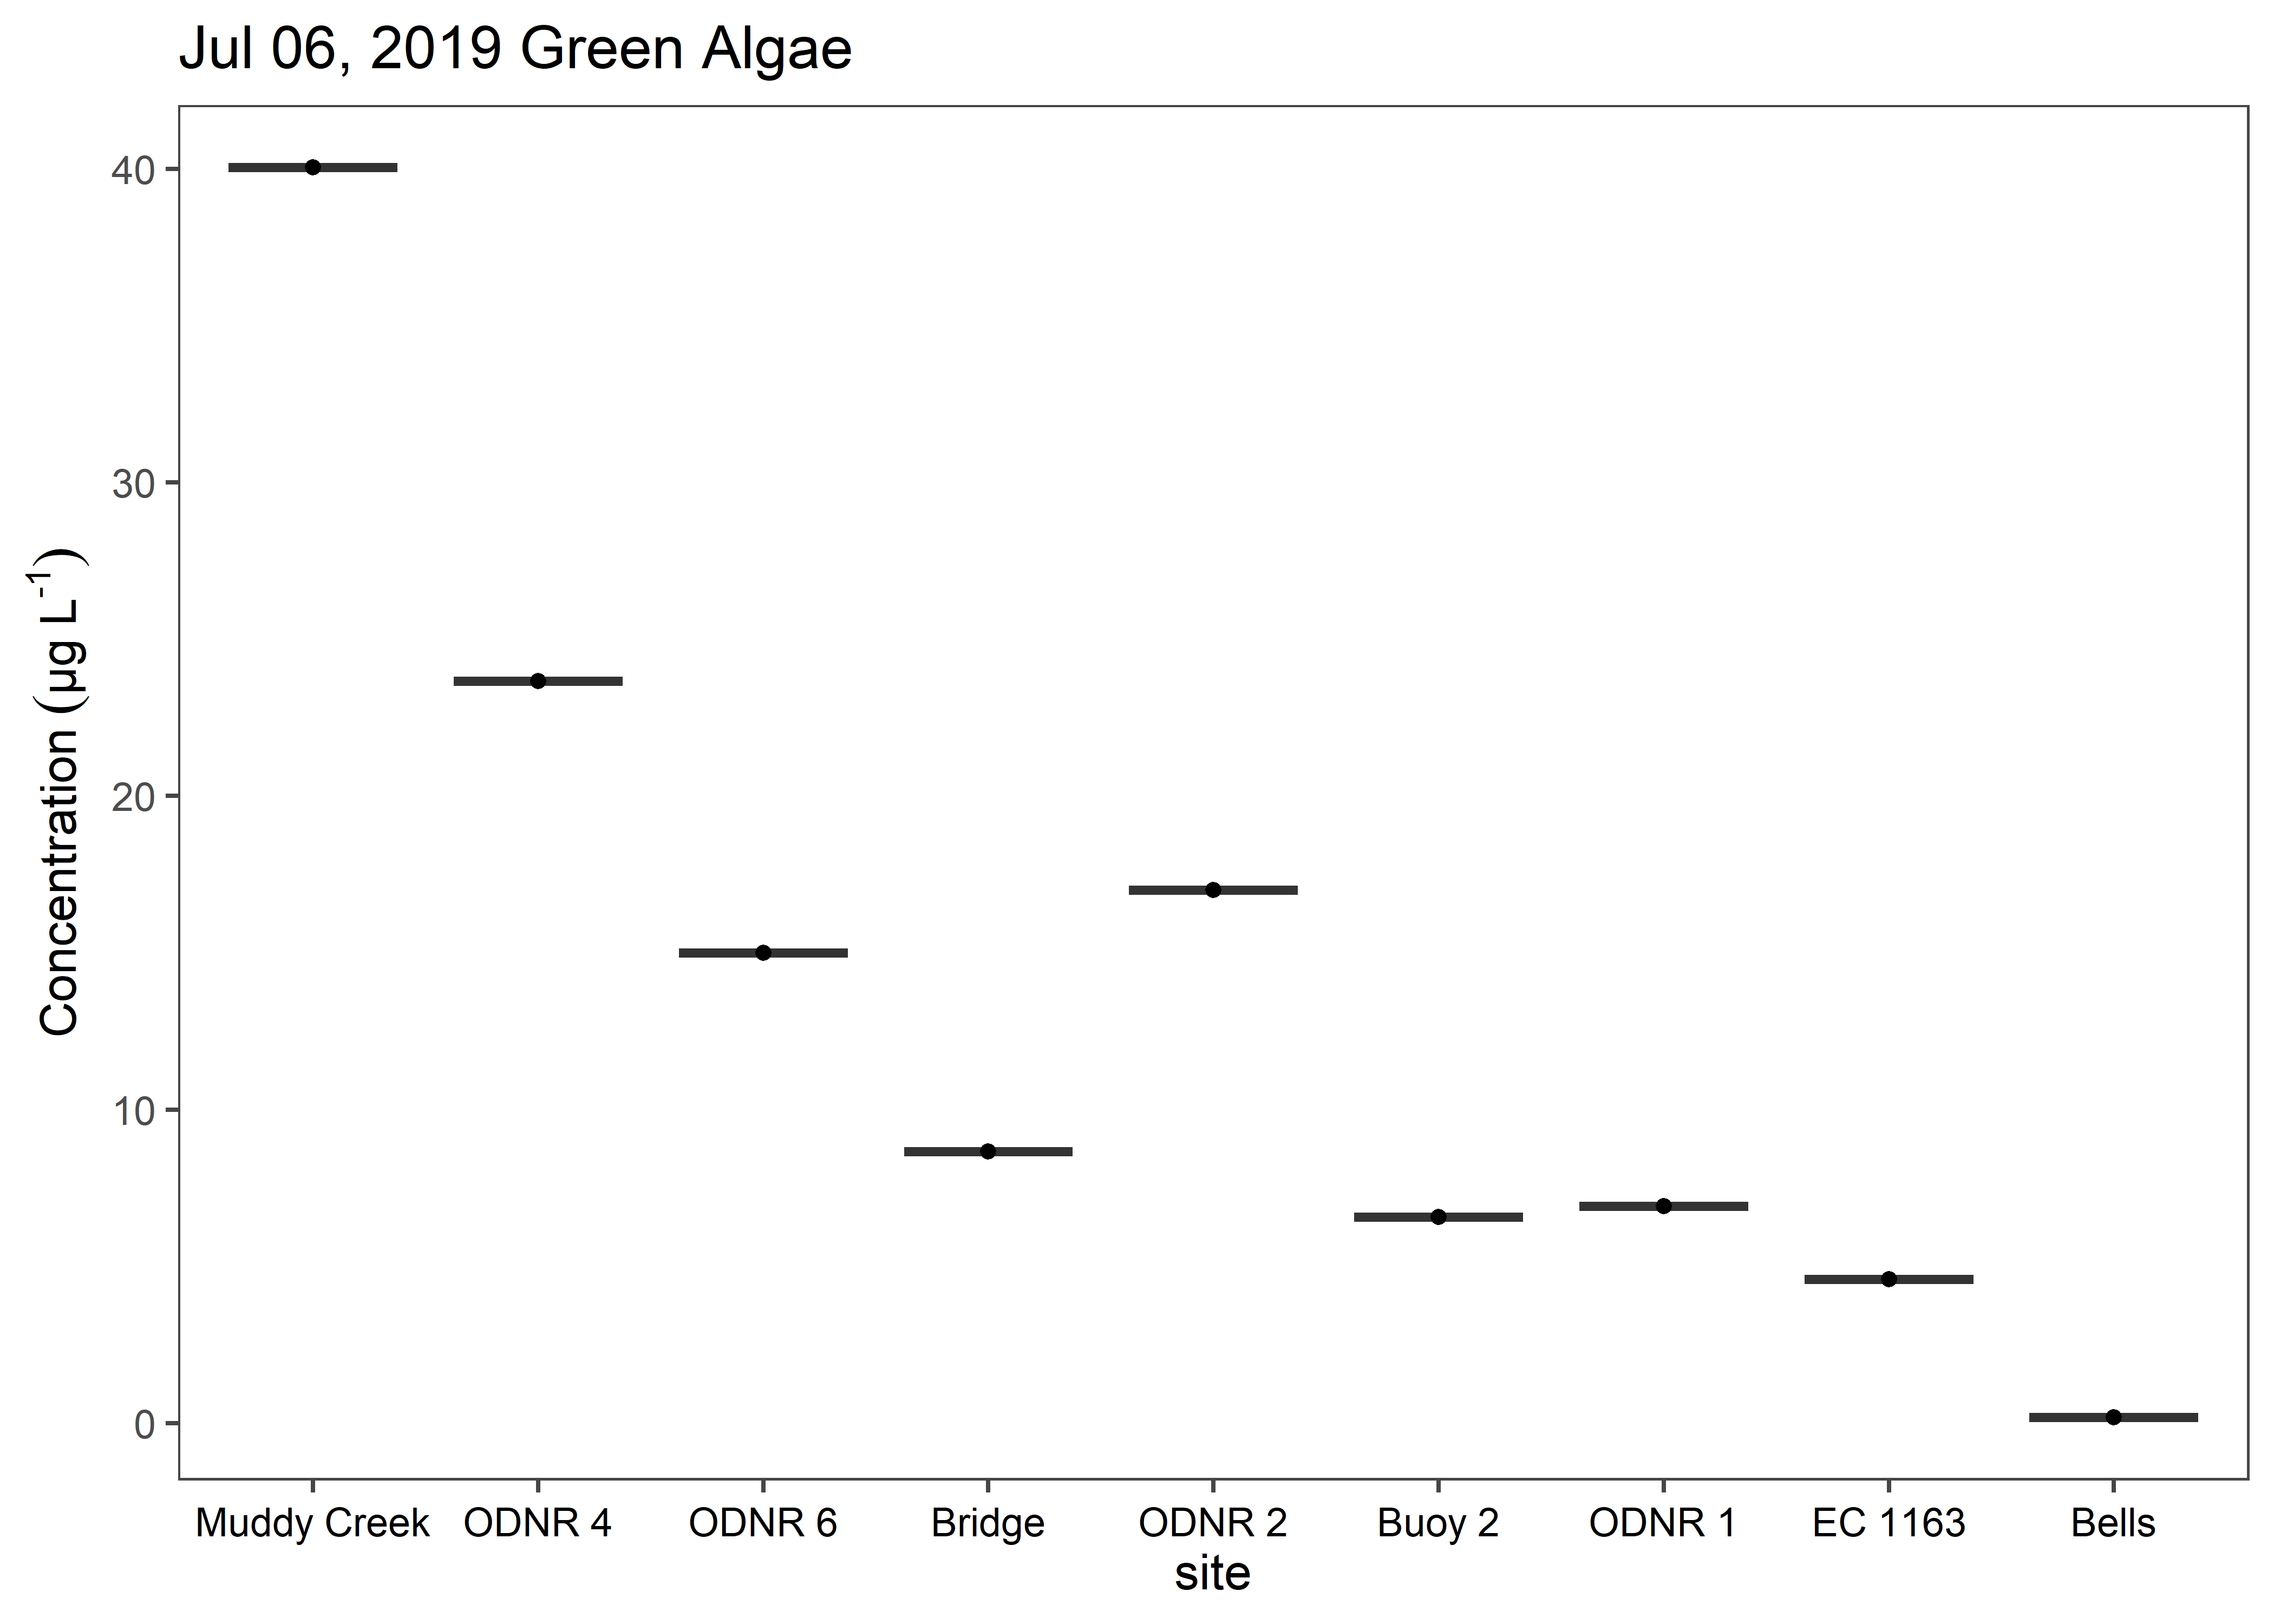 Jul 06, 2019 Green Algae
Concentration (µg L⁻¹)
40
30
20
10
0
Muddy Creek ODNR 4 ODNR 6 Bridge ODNR 2 Buoy 2 ODNR 1 EC 1163 Bells
site